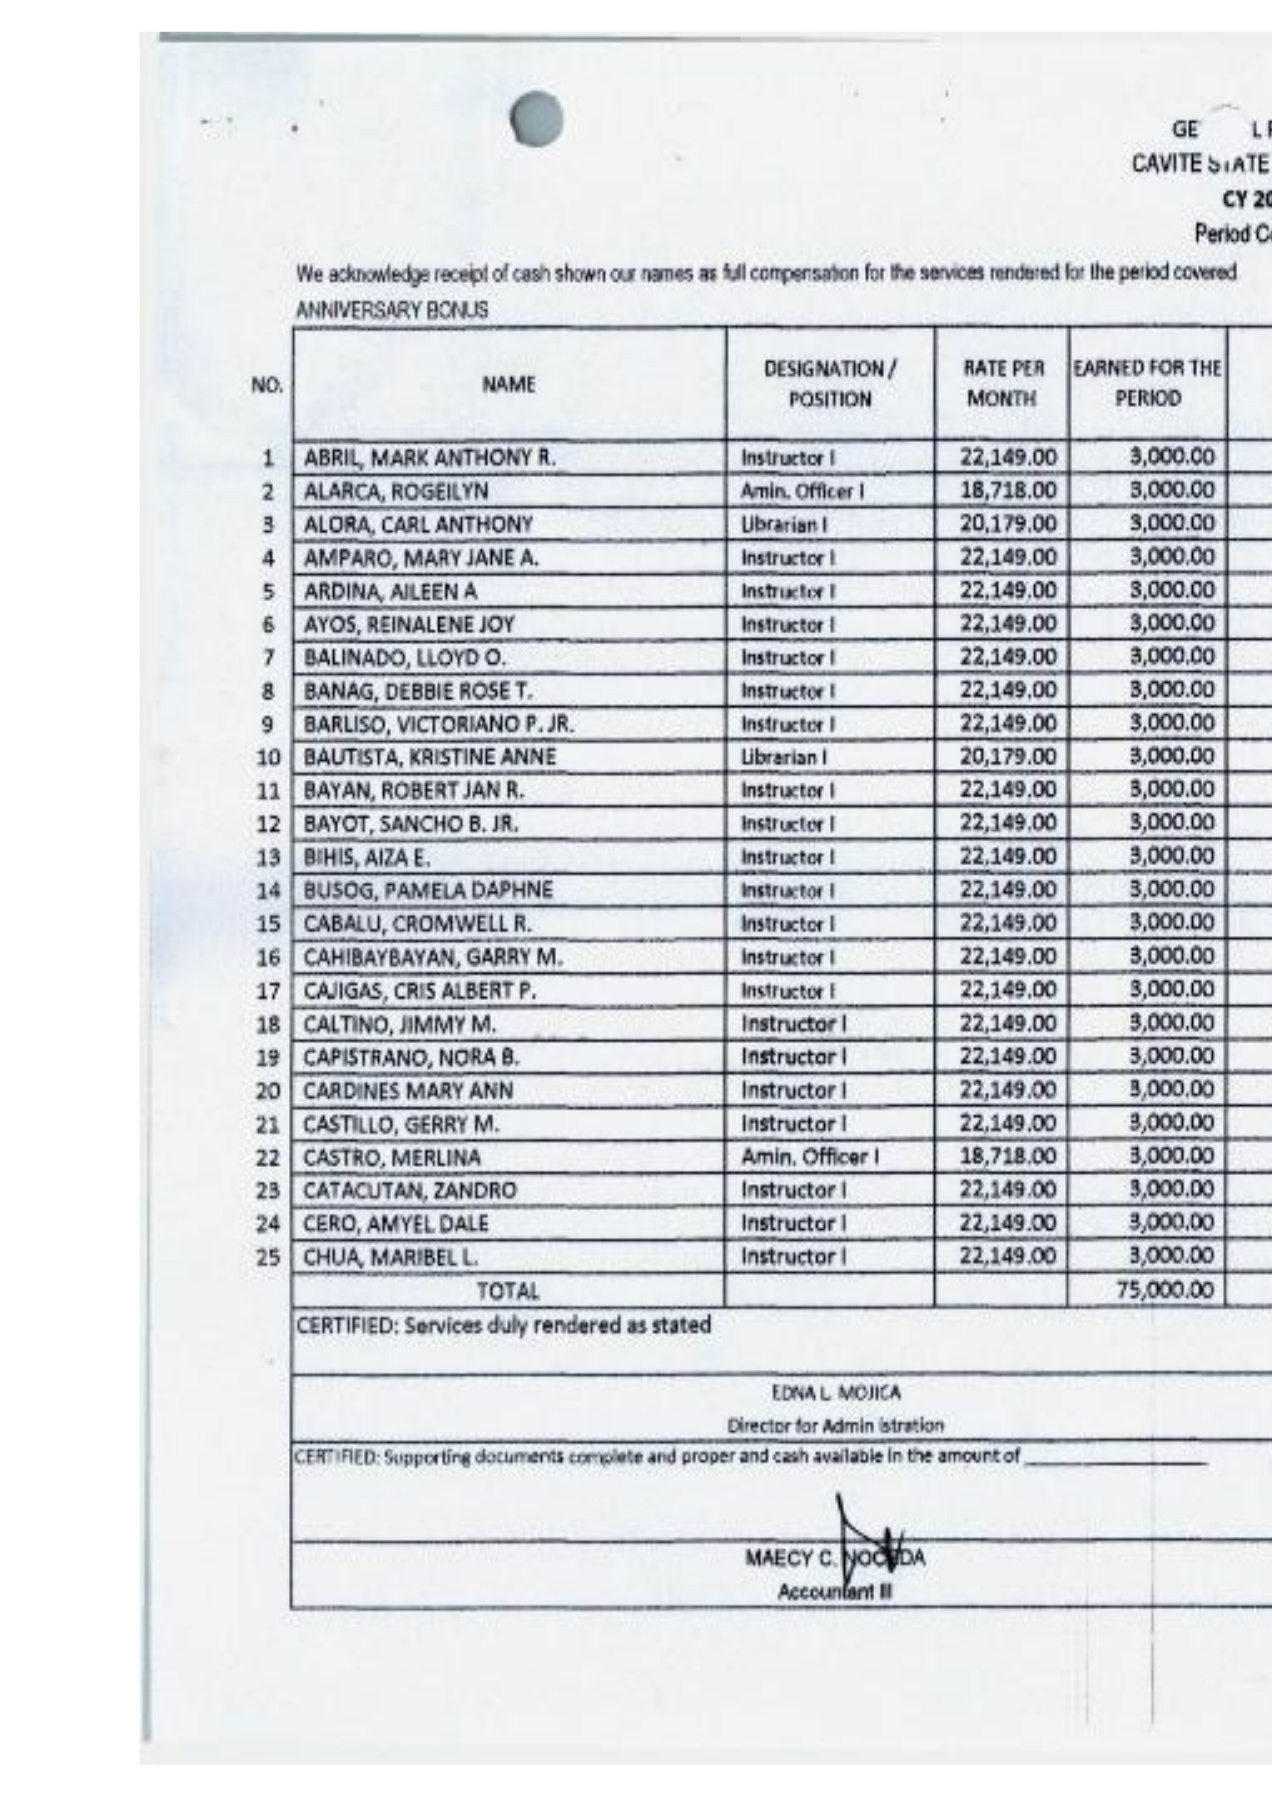 GE L F
CAVITE STATE
CY 20
Period Co
We acknowledge receipt of cash shown our names as full compensation for the services rendered for the period covered
ANNIVERSARY BONUS
NO. NAME DESIGNATION / POSITION RATE PER MONTH EARNED FOR THE PERIOD
1 ABRIL, MARK ANTHONY R. Instructor I 22,149.00 3,000.00
2 ALARCA, ROGEILYN Amin. Officer I 18,718.00 3,000.00
3 ALORA, CARL ANTHONY Librarian I 20,179.00 3,000.00
4 AMPARO, MARY JANE A. Instructor I 22,149.00 3,000.00
5 ARDINA, AILEEN A Instructor I 22,149.00 3,000.00
6 AYOS, REINALENE JOY Instructor I 22,149.00 3,000.00
7 BALINADO, LLOYD O. Instructor I 22,149.00 3,000.00
8 BANAG, DEBBIE ROSE T. Instructor I 22,149.00 3,000.00
9 BARLISO, VICTORIANO P. JR. Instructor I 22,149.00 3,000.00
10 BAUTISTA, KRISTINE ANNE Librarian I 20,179.00 3,000.00
11 BAYAN, ROBERT JAN R. Instructor I 22,149.00 3,000.00
12 BAYOT, SANCHO B. JR. Instructor I 22,149.00 3,000.00
13 BIHIS, AIZA E. Instructor I 22,149.00 3,000.00
14 BUSOG, PAMELA DAPHNE Instructor I 22,149.00 3,000.00
15 CABALU, CROMWELL R. Instructor I 22,149.00 3,000.00
16 CAHIBAYBAYAN, GARRY M. Instructor I 22,149.00 3,000.00
17 CAJIGAS, CRIS ALBERT P. Instructor I 22,149.00 3,000.00
18 CALTINO, JIMMY M. Instructor I 22,149.00 3,000.00
19 CAPISTRANO, NORA B. Instructor I 22,149.00 3,000.00
20 CARDINES MARY ANN Instructor I 22,149.00 3,000.00
21 CASTILLO, GERRY M. Instructor I 22,149.00 3,000.00
22 CASTRO, MERLINA Amin. Officer I 18,718.00 3,000.00
23 CATACUTAN, ZANDRO Instructor I 22,149.00 3,000.00
24 CERO, AMYEL DALE Instructor I 22,149.00 3,000.00
25 CHUA, MARIBEL L. Instructor I 22,149.00 3,000.00
TOTAL 75,000.00
CERTIFIED: Services duly rendered as stated
EDNA L. MOJICA
Director for Admin istration
CERTIFIED: Supporting documents complete and proper and cash available in the amount of
MAECY C. NOCEDA
Accountant III